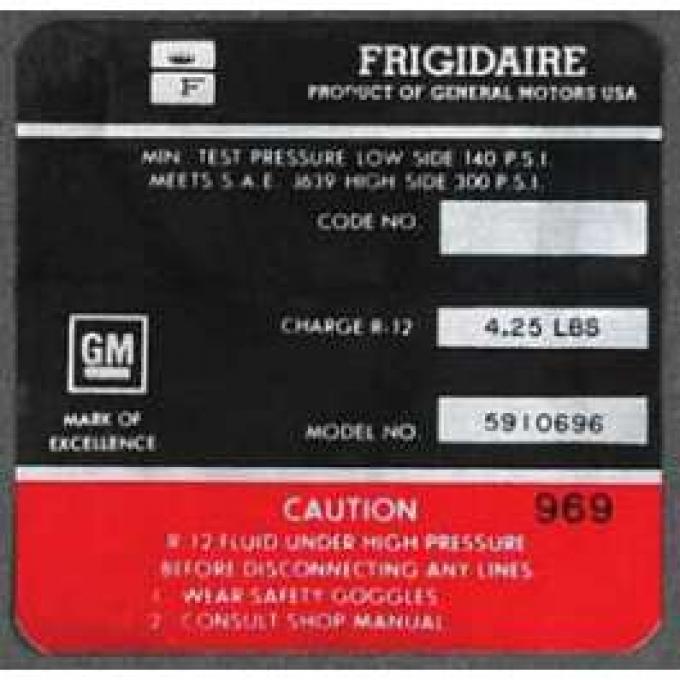 F
FRIGIDAIRE
PRODUCT OF GENERAL MOTORS USA
MIN. TEST PRESSURE LOW SIDE 140 P.S.I.
MEETS S.A.E. J639 HIGH SIDE 300 P.S.I.
CODE NO.
CHARGE R-12 4.25 LBS
GM
MARK OF
EXCELLENCE
MODEL NO. 5910696
CAUTION 969
R-12 FLUID UNDER HIGH PRESSURE
BEFORE DISCONNECTING ANY LINES
1 WEAR SAFETY GOGGLES
2 CONSULT SHOP MANUAL